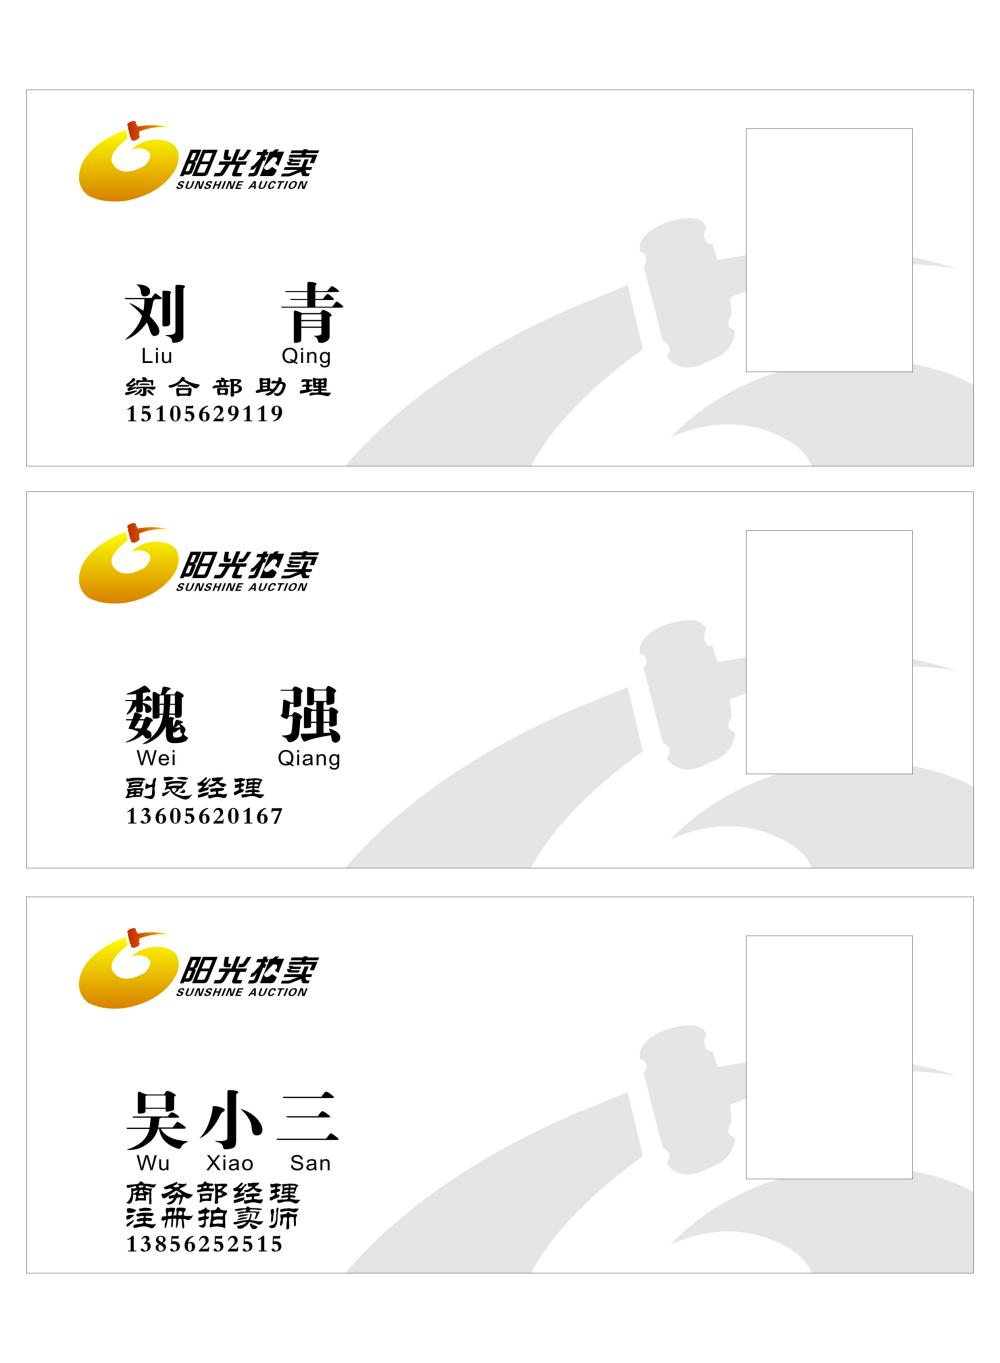 阳光拍卖
SUNSHINE AUCTION
刘 青
Liu Qing
综合部助理
15105629119
阳光拍卖
SUNSHINE AUCTION
魏 强
Wei Qiang
副总经理
13605620167
阳光拍卖
SUNSHINE AUCTION
吴小三
Wu Xiao San
商务部经理
注册拍卖师
13856252515